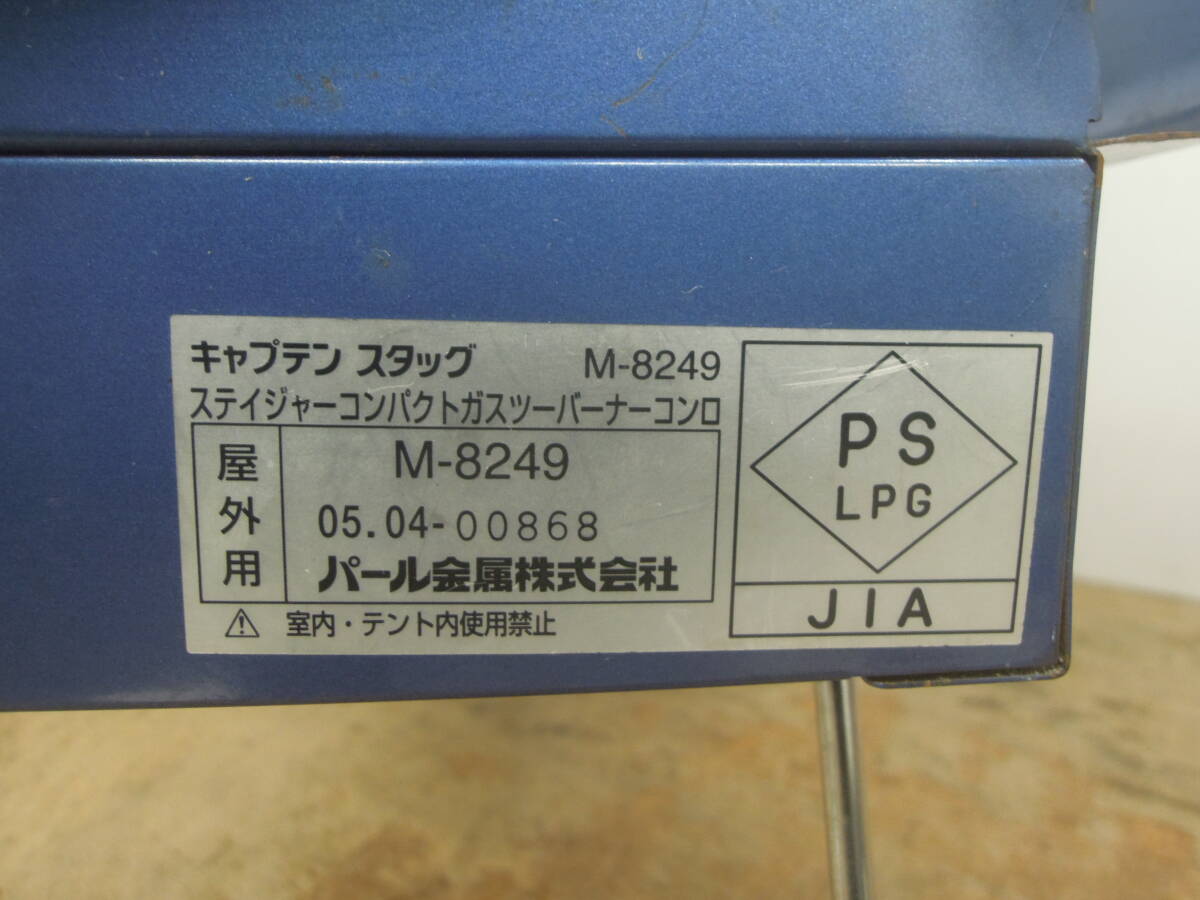 キャプテン スタッグ M-8249
ステイジャーコンパクトガスツーバーナーコンロ
屋外用
M-8249
05.04-00868
パール金属株式会社
⚠ 室内・テント内使用禁止
PS
LPG
JIA